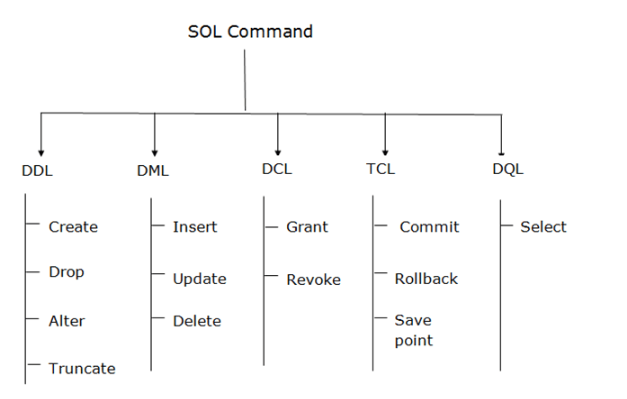 SOL Command
DDL
DML
DCL
TCL
DQL
Create
Drop
Alter
Truncate
Insert
Update
Delete
Grant
Revoke
Commit
Rollback
Save
point
Select